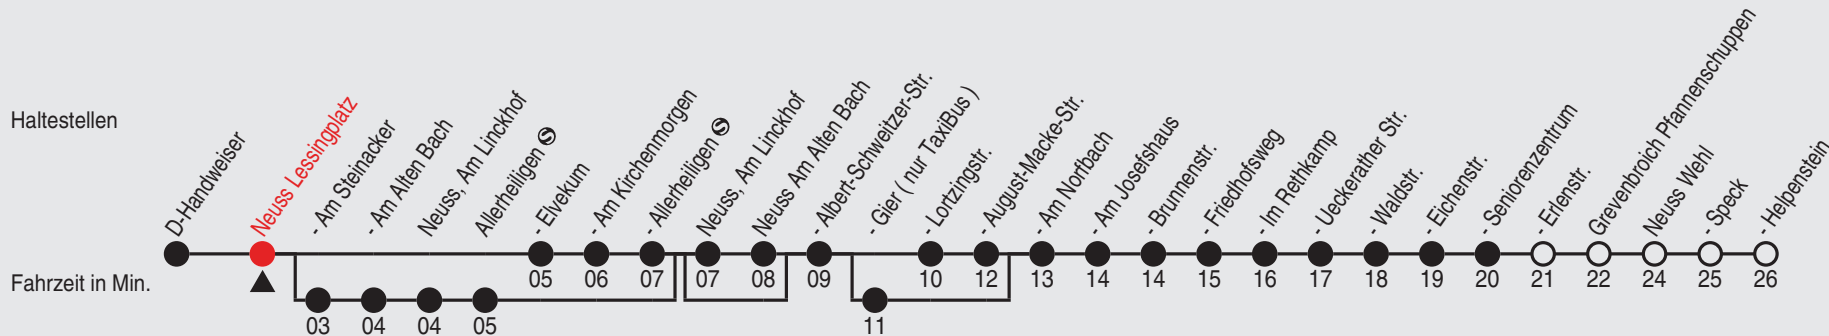 Haltestellen
D-Handweiser
Neuss Lessingplatz
- Am Steinacker
- Am Alten Bach
Neuss, Am Linckhof
Allerheiligen Ⓢ
- Elvekum
- Am Kirchenmorgen
- Allerheiligen Ⓢ
Neuss, Am Linckhof
Neuss Am Alten Bach
- Albert-Schweitzer-Str.
- Gier ( nur TaxiBus )
- Lortzingstr.
- August-Macke-Str.
- Am Norfbach
- Am Josefshaus
- Brunnenstr.
- Friedhofsweg
- Im Rethkamp
- Ueckerather Str.
- Waldstr.
- Eichenstr.
- Seniorenzentrum
- Erlenstr.
Grevenbroich Pfannenschuppen
Neuss Wehl
- Speck
- Helpenstein
Fahrzeit in Min.
05 06 07 07 08 09 10 12 13 14 14 15 16 17 18 19 20 21 22 24 25 26
03 04 04 05 11